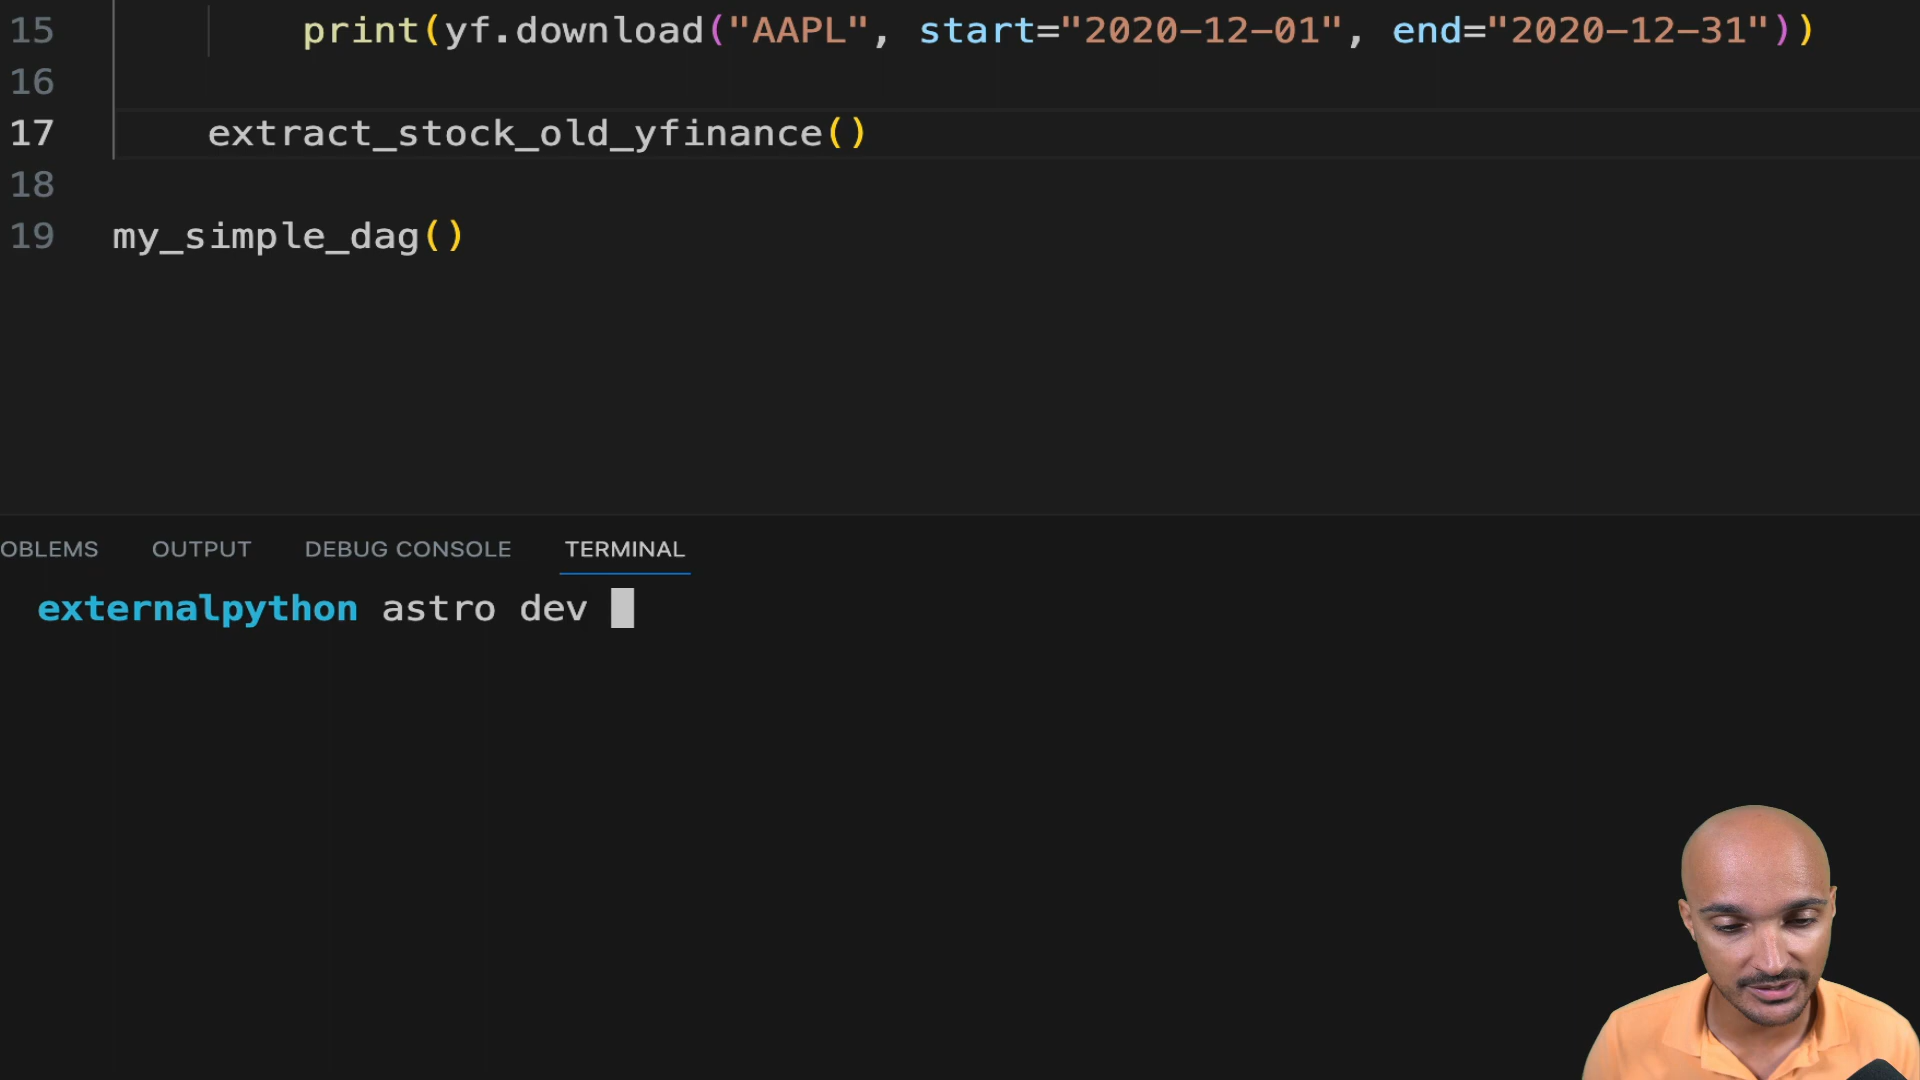 15 print(yf.download("AAPL", start="2020-12-01", end="2020-12-31"))
16
17 extract_stock_old_yfinance()
18
19 my_simple_dag()
OBLEMS OUTPUT DEBUG CONSOLE TERMINAL
externalpython astro dev